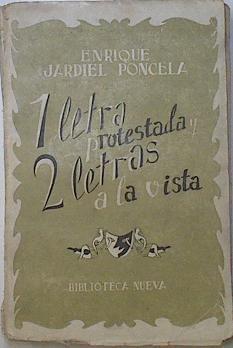 ENRIQUE
JARDIEL PONCELA
1 letra
protestada y
2 letras
a la vista
BIBLIOTECA NUEVA